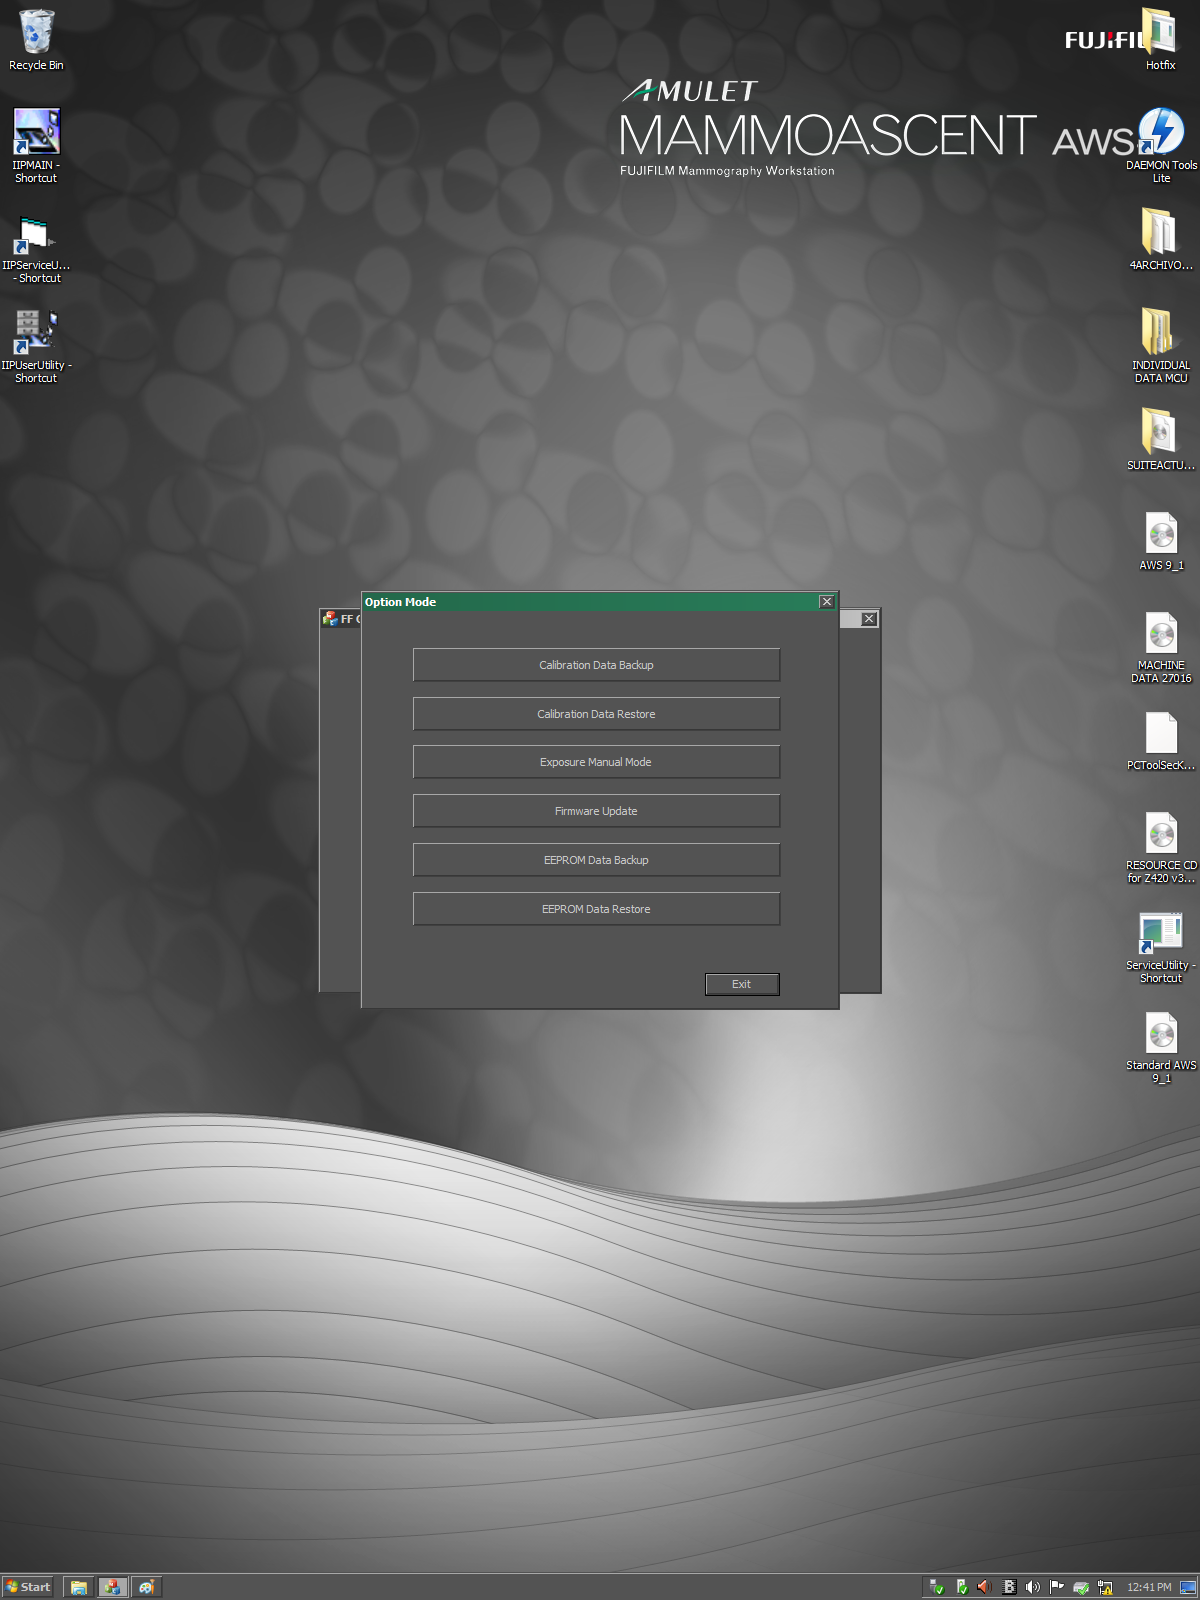 Recycle Bin
IIPMAIN -
Shortcut
IIPServiceU...
- Shortcut
IIPUserUtility -
Shortcut
FUJIFIL
AMULET
MAMMOASCENT AWS
FUJIFILM Mammography Workstation
Hotfix
DAEMON Tools
Lite
4ARCHIVO...
INDIVIDUAL
DATA MCU
SUITEACTU...
AWS 9_1
MACHINE
DATA 27016
PCToolSecK...
RESOURCE CD
for Z420 v3...
ServiceUtility -
Shortcut
Standard AWS
9_1
FF
Option Mode
Calibration Data Backup
Calibration Data Restore
Exposure Manual Mode
Firmware Update
EEPROM Data Backup
EEPROM Data Restore
Exit
Start
B
12:41 PM